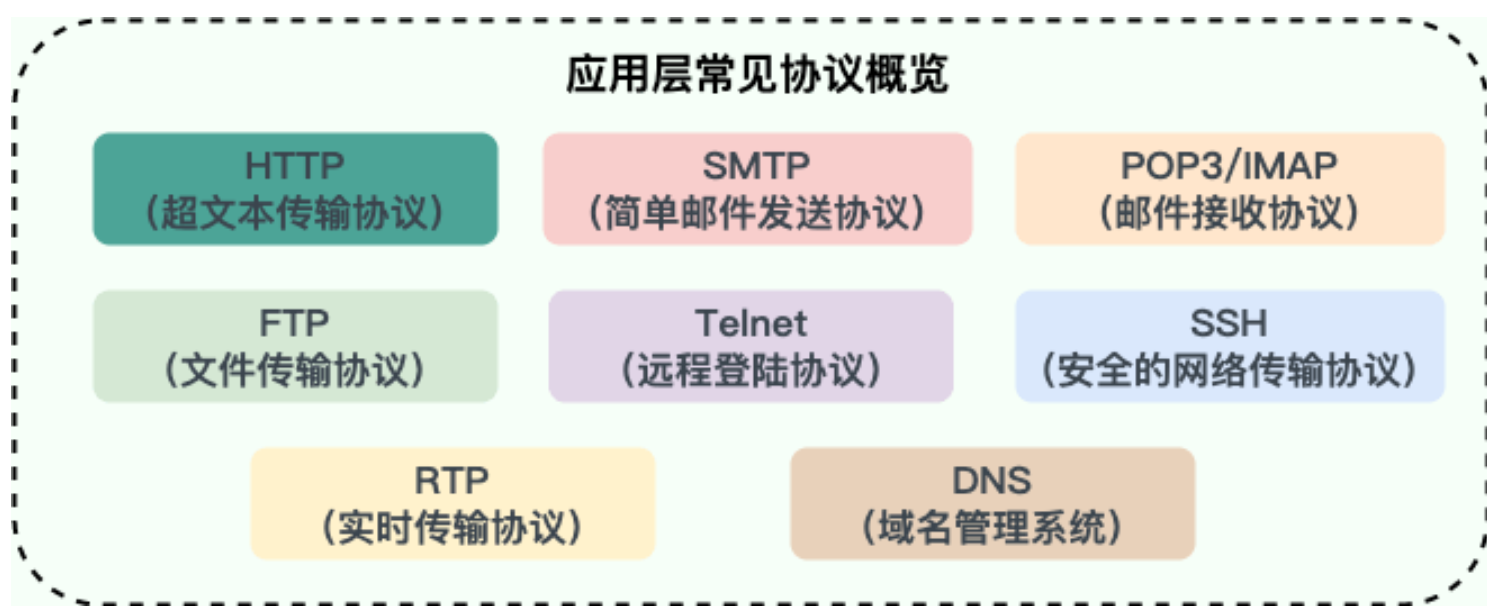 应用层常见协议概览
HTTP
（超文本传输协议）
SMTP
（简单邮件发送协议）
POP3/IMAP
（邮件接收协议）
FTP
（文件传输协议）
Telnet
（远程登陆协议）
SSH
（安全的网络传输协议）
RTP
（实时传输协议）
DNS
（域名管理系统）